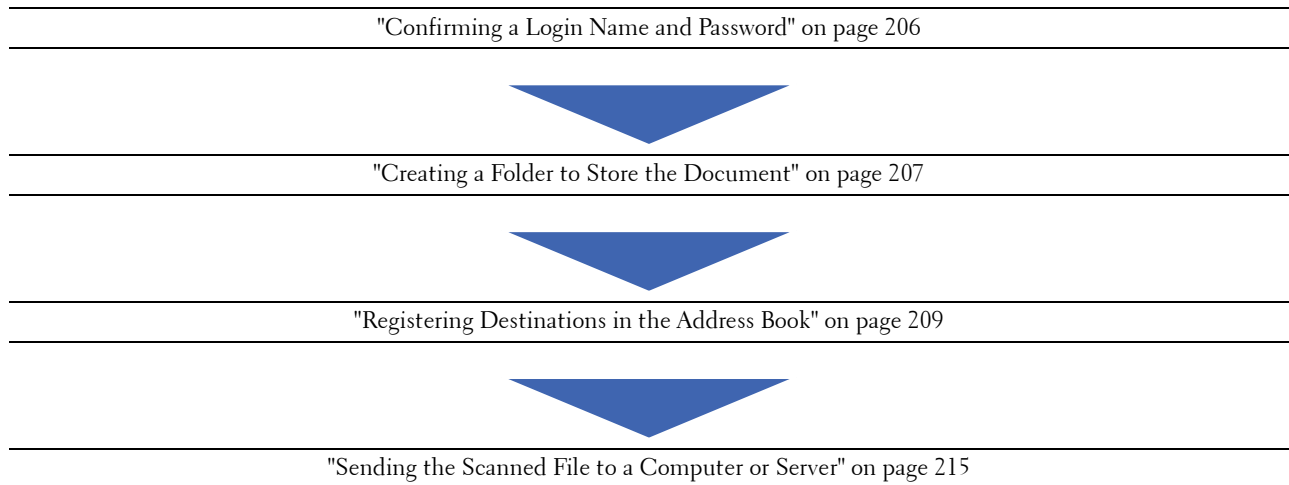 "Confirming a Login Name and Password" on page 206
"Creating a Folder to Store the Document" on page 207
"Registering Destinations in the Address Book" on page 209
"Sending the Scanned File to a Computer or Server" on page 215